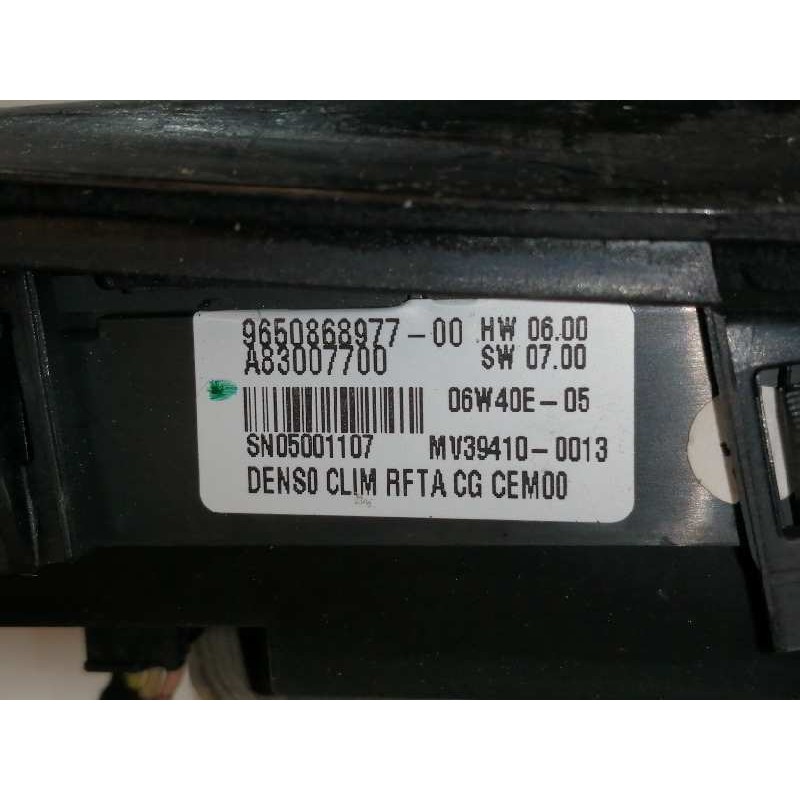 9650868977-00 HW 06.00
A83007700 SW 07.00
06W40E-05
SN05001107 MV39410-0013
DENSO CLIM RFTA CG CEM00